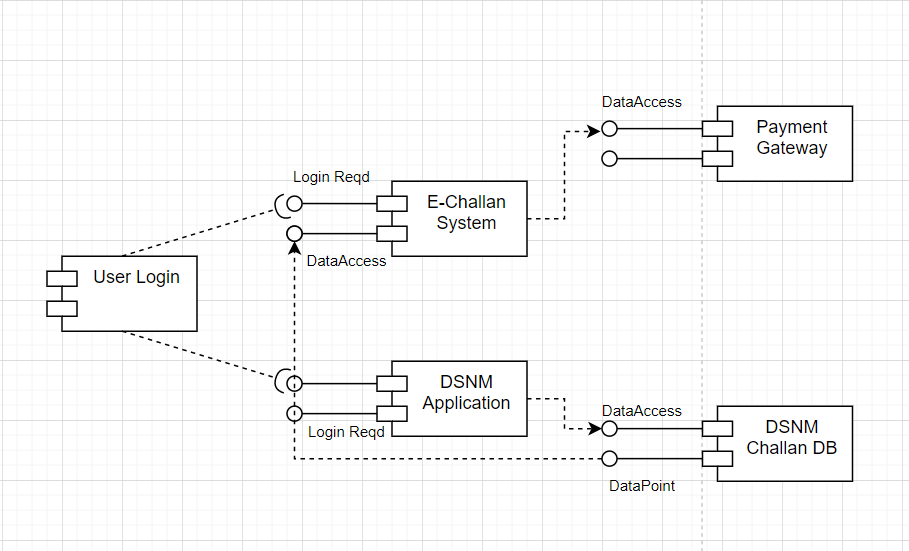 DataAccess
Payment
Gateway
Login Reqd
E-Challan
System
DataAccess
User Login
DSNM
Application
Login Reqd
DataAccess
DSNM
Challan DB
DataPoint